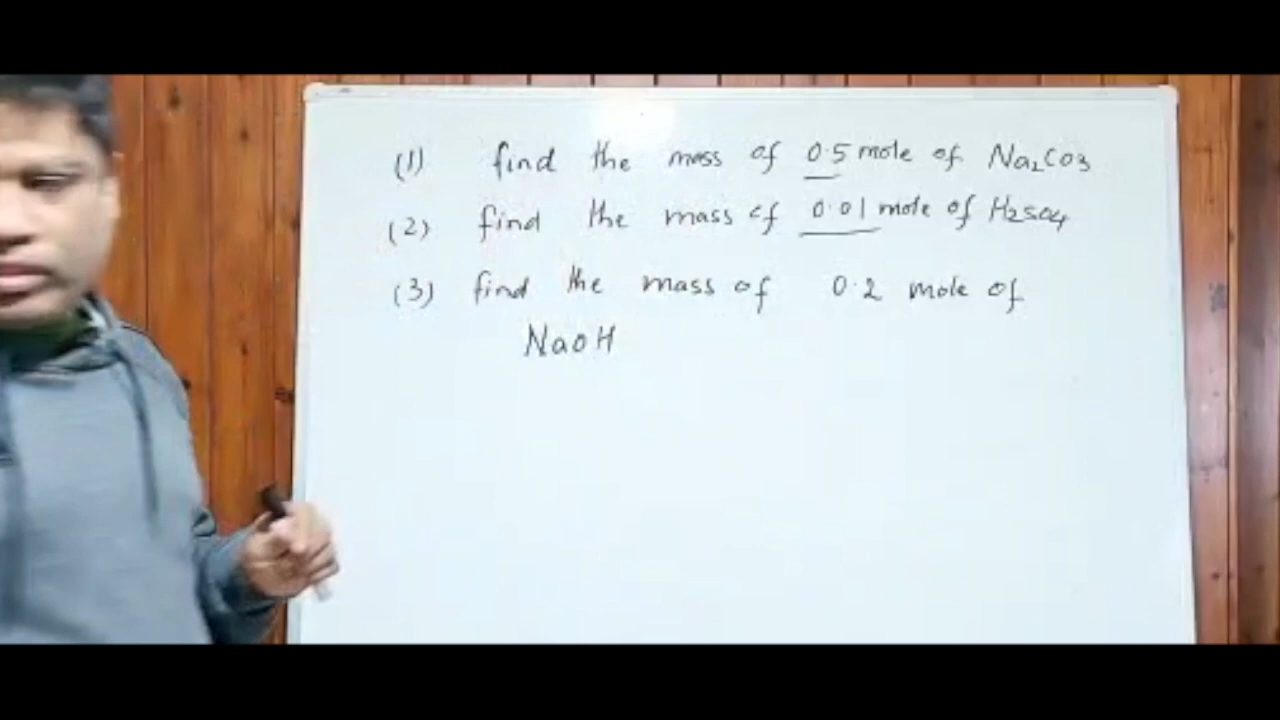 (1) find the mass of 0.5 mole of Na₂CO₃
(2) find the mass of 0.01 mole of H₂SO₄
(3) find the mass of 0.2 mole of
NaOH